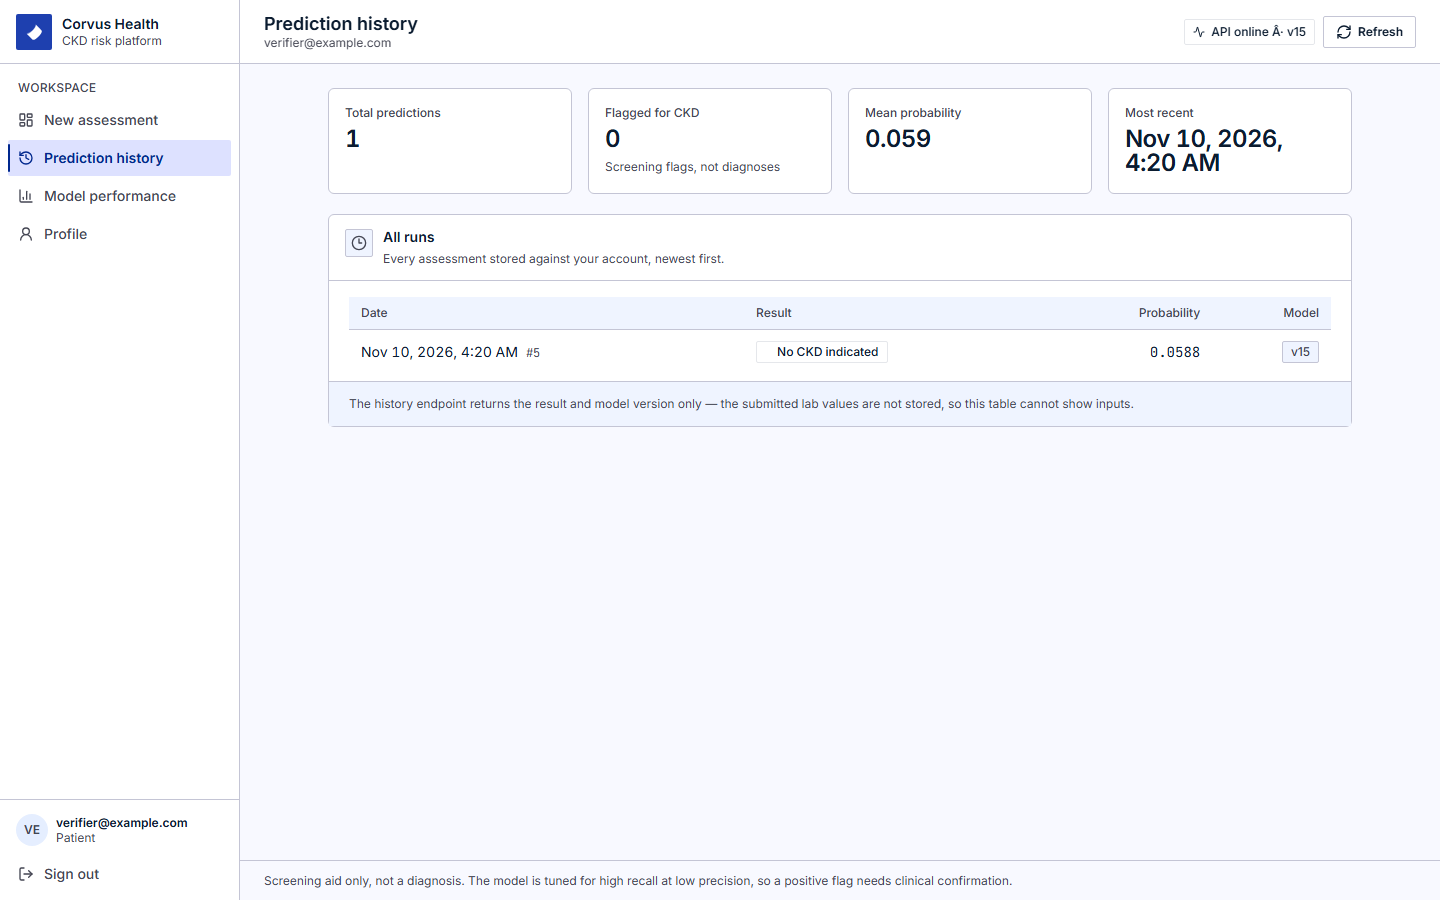 Corvus Health
CKD risk platform
Prediction history
verifier@example.com
API online Â· v15
Refresh
WORKSPACE
New assessment
Prediction history
Model performance
Profile
Total predictions
1
Flagged for CKD
0
Screening flags, not diagnoses
Mean probability
0.059
Most recent
Nov 10, 2026,
4:20 AM
All runs
Every assessment stored against your account, newest first.
Date Result Probability Model
Nov 10, 2026, 4:20 AM #5 No CKD indicated 0.0588 v15
The history endpoint returns the result and model version only — the submitted lab values are not stored, so this table cannot show inputs.
VE
verifier@example.com
Patient
Sign out
Screening aid only, not a diagnosis. The model is tuned for high recall at low precision, so a positive flag needs clinical confirmation.